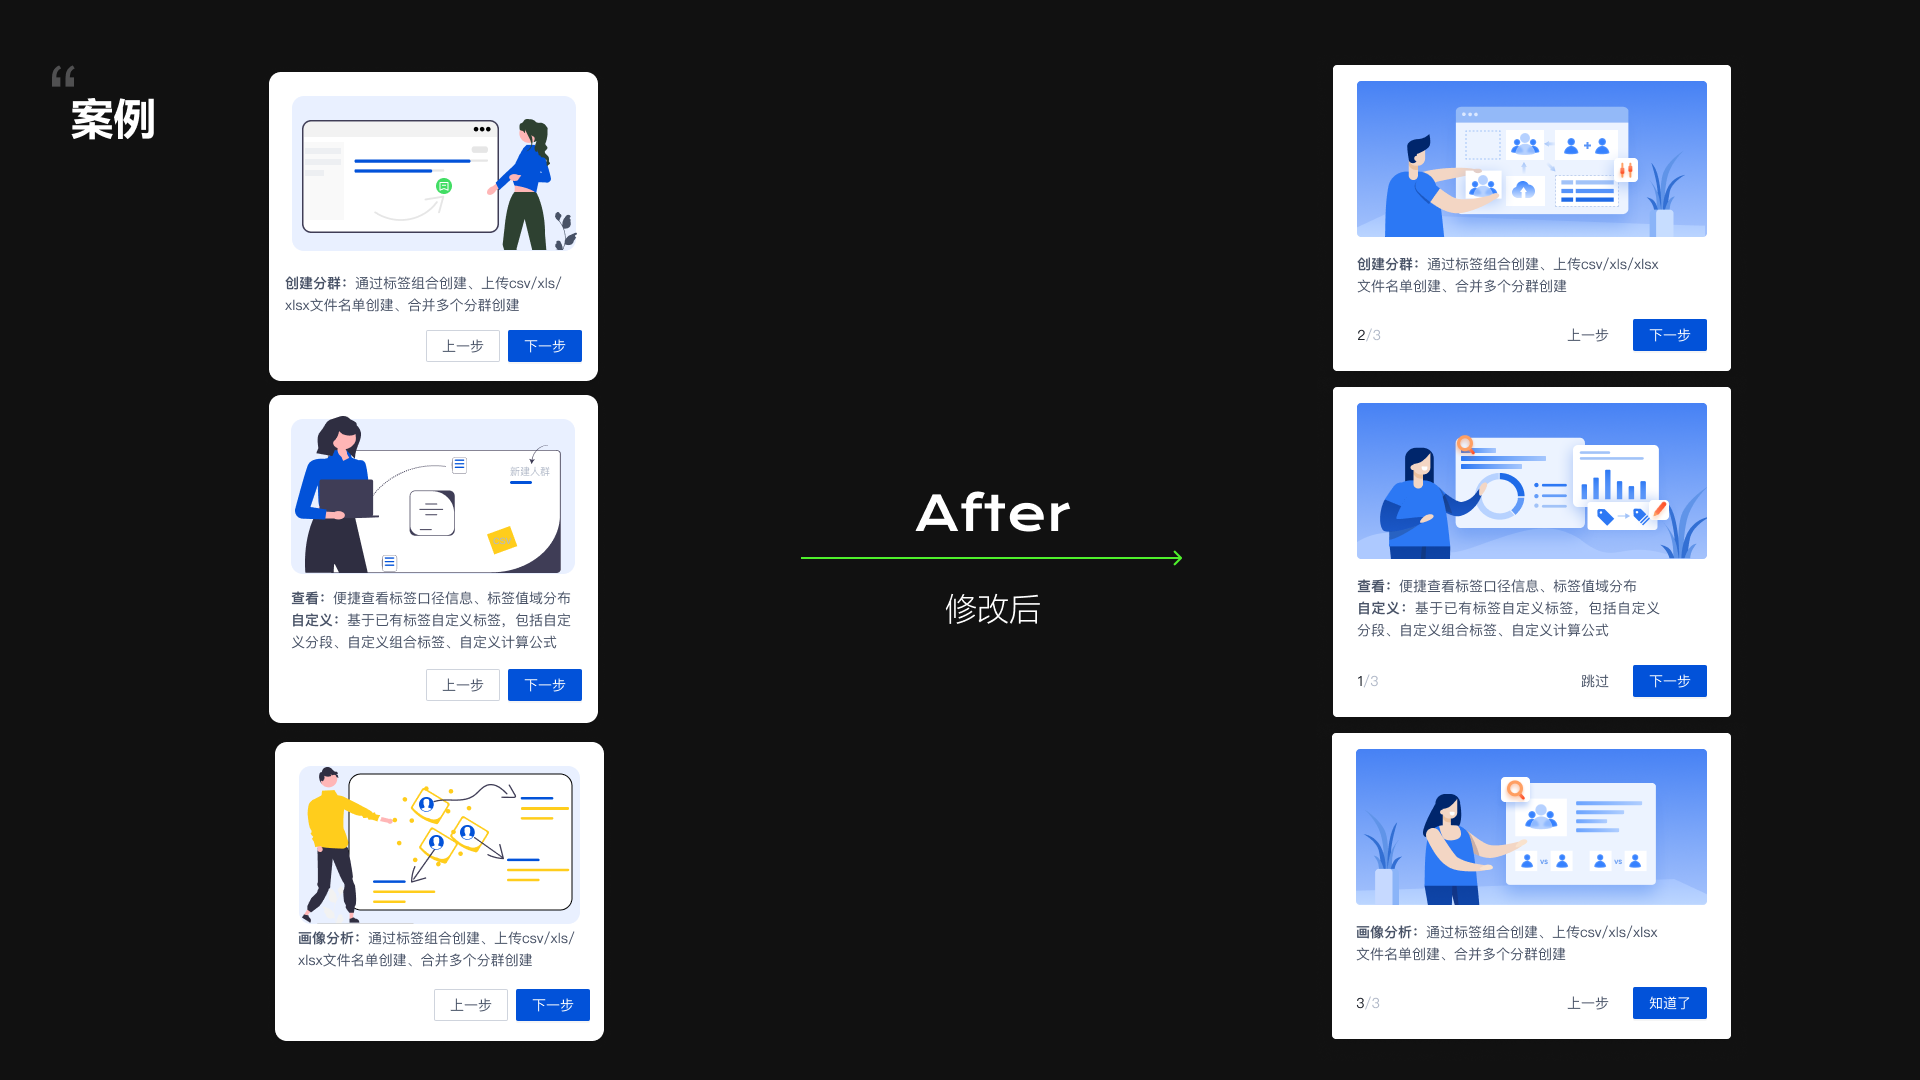 “
案例
新建人群
创建分群：通过标签组合创建、上传csv/xls/
xlsx文件名单创建、合并多个分群创建
上一步
下一步
查看：便捷查看标签口径信息、标签值域分布
自定义：基于已有标签自定义标签，包括自定
义分段、自定义组合标签、自定义计算公式
上一步
下一步
画像分析：通过标签组合创建、上传csv/xls/
xlsx文件名单创建、合并多个分群创建
上一步
下一步
After
修改后
创建分群：通过标签组合创建、上传csv/xls/xlsx
文件名单创建、合并多个分群创建
2/3
上一步
下一步
查看：便捷查看标签口径信息、标签值域分布
自定义：基于已有标签自定义标签，包括自定义
分段、自定义组合标签、自定义计算公式
1/3
跳过
下一步
VS
VS
画像分析：通过标签组合创建、上传csv/xls/xlsx
文件名单创建、合并多个分群创建
3/3
上一步
知道了